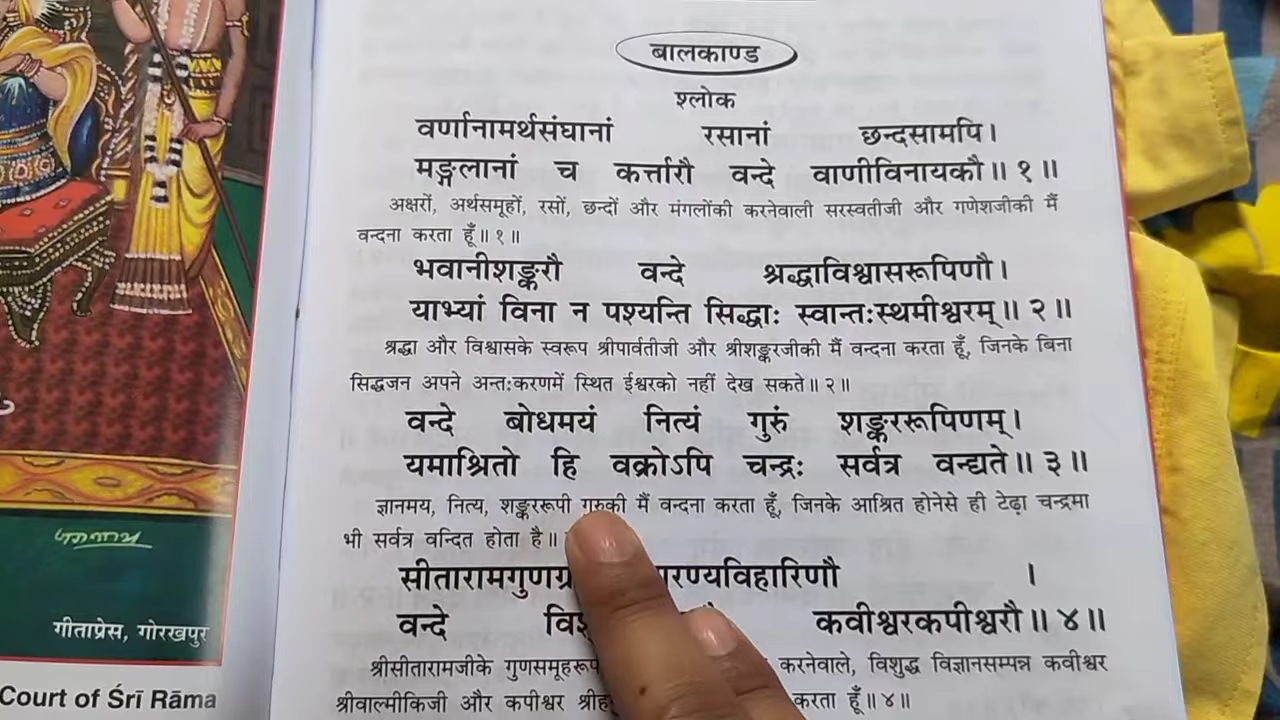 बालकाण्ड
श्लोक
वर्णानामर्थसंघानां रसानां छन्दसामपि।
मङ्गलानां च कर्त्तारौ वन्दे वाणीविनायकौ॥ १॥
अक्षरों, अर्थसमूहों, रसों, छन्दों और मंगलोंकी करनेवाली सरस्वतीजी और गणेशजीकी मैं
वन्दना करता हूँ॥ १॥
भवानीशङ्करौ वन्दे श्रद्धाविश्वासरूपिणौ।
याभ्यां विना न पश्यन्ति सिद्धाः स्वान्तःस्थमीश्वरम्॥ २॥
श्रद्धा और विश्वासके स्वरूप श्रीपार्वतीजी और श्रीशङ्करजीकी मैं वन्दना करता हूँ, जिनके बिना
सिद्धजन अपने अन्तःकरणमें स्थित ईश्वरको नहीं देख सकते॥ २॥
वन्दे बोधमयं नित्यं गुरुं शङ्कररूपिणम्।
यमाश्रितो हि वक्रोऽपि चन्द्रः सर्वत्र वन्द्यते॥ ३॥
ज्ञानमय, नित्य, शङ्कररूपी गुरुकी मैं वन्दना करता हूँ, जिनके आश्रित होनेसे ही टेढ़ा चन्द्रमा
भी सर्वत्र वन्दित होता है॥
सीतारामगुणग्र रण्यविहारिणौ ।
वन्दे कवीश्वरकपीश्वरौ॥ ४॥
श्रीसीतारामजीके गुणसमूहरूप करनेवाले, विशुद्ध विज्ञानसम्पन्न कवीश्वर
श्रीवाल्मीकिजी और कपीश्वर करता हूँ॥ ४॥
जगन्नाथ
गीताप्रेस, गोरखपुर
Court of Śrī Rāma